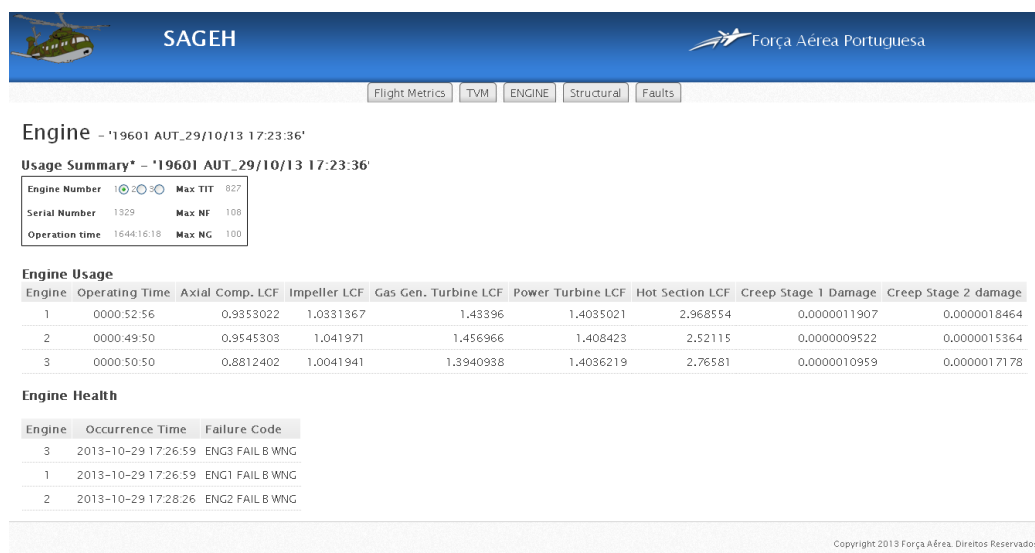 SAGEH
Força Aérea Portuguesa
Flight Metrics TVM ENGINE Structural Faults
Engine - '19601 AUT_29/10/13 17:23:36'
Usage Summary* - '19601 AUT_29/10/13 17:23:36'
Engine Number 1 2 3 Max TIT 827
Serial Number 1329 Max NF 108
Operation time 1644:16:18 Max NG 100
Engine Usage
Engine Operating Time Axial Comp. LCF Impeller LCF Gas Gen. Turbine LCF Power Turbine LCF Hot Section LCF Creep Stage 1 Damage Creep Stage 2 damage
1 0000:52:56 0.9353022 1.0331367 1.43396 1.4035021 2.968554 0.0000011907 0.0000018464
2 0000:49:50 0.9545303 1.041971 1.456966 1.408423 2.52115 0.0000009522 0.0000015364
3 0000:50:50 0.8812402 1.0041941 1.3940938 1.4036219 2.76581 0.0000010959 0.0000017178
Engine Health
Engine Occurrence Time Failure Code
3 2013-10-29 17:26:59 ENG3 FAIL B WNG
1 2013-10-29 17:26:59 ENG1 FAIL B WNG
2 2013-10-29 17:28:26 ENG2 FAIL B WNG
Copyright 2013 Força Aérea. Direitos Reservados